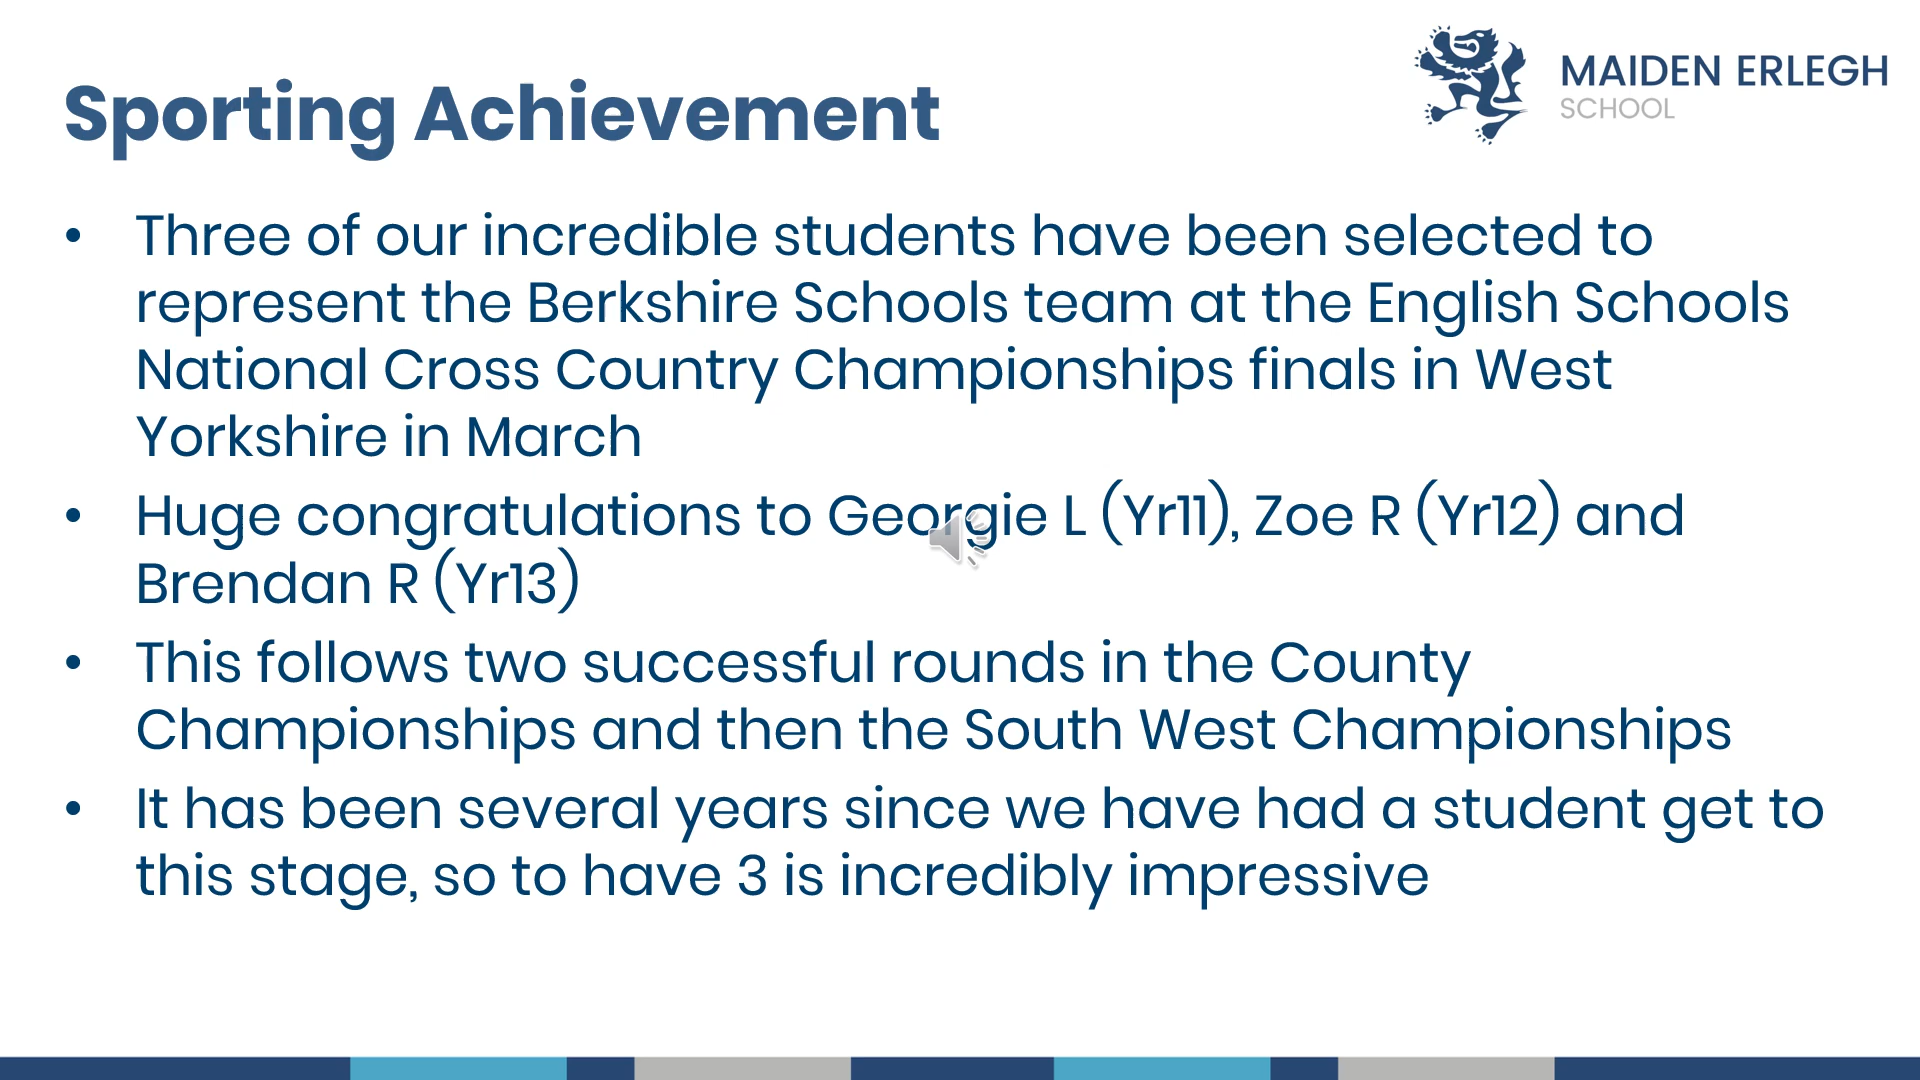 MAIDEN ERLEGH
SCHOOL
Sporting Achievement
• Three of our incredible students have been selected to
represent the Berkshire Schools team at the English Schools
National Cross Country Championships finals in West
Yorkshire in March
• Huge congratulations to Georgie L (Yr11), Zoe R (Yr12) and
Brendan R (Yr13)
• This follows two successful rounds in the County
Championships and then the South West Championships
• It has been several years since we have had a student get to
this stage, so to have 3 is incredibly impressive